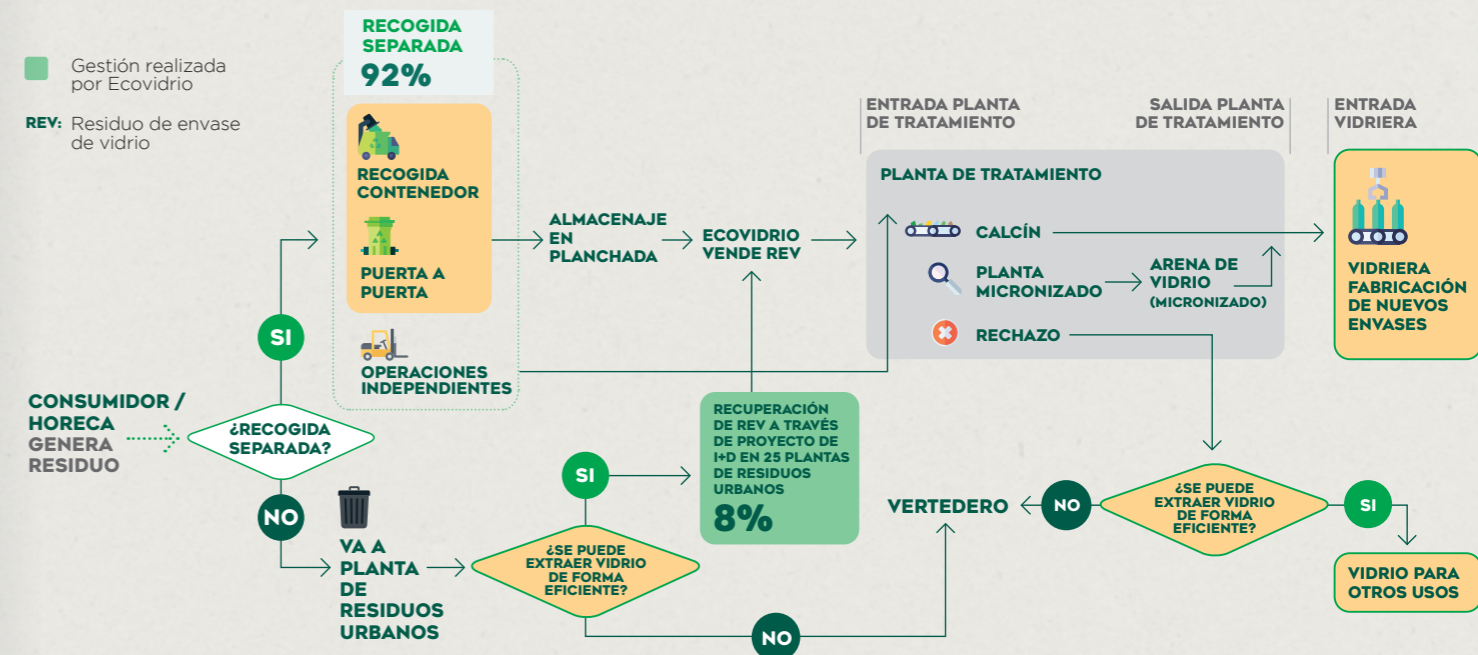 Gestión realizada
por Ecovidrio
REV: Residuo de envase
de vidrio
RECOGIDA
SEPARADA
92%
RECOGIDA
CONTENEDOR
PUERTA A
PUERTA
OPERACIONES
INDEPENDIENTES
SI
CONSUMIDOR /
HORECA
GENERA
RESIDUO
¿RECOGIDA
SEPARADA?
NO
VA A
PLANTA
DE
RESIDUOS
URBANOS
¿SE PUEDE
EXTRAER VIDRIO
DE FORMA
EFICIENTE?
SI
NO
RECUPERACIÓN
DE REV A TRAVÉS
DE PROYECTO DE
I+D EN 25 PLANTAS
DE RESIDUOS
URBANOS
8%
ALMACENAJE
EN
PLANCHADA
ECOVIDRIO
VENDE REV
ENTRADA PLANTA
DE TRATAMIENTO
SALIDA PLANTA
DE TRATAMIENTO
ENTRADA
VIDRIERA
PLANTA DE TRATAMIENTO
CALCÍN
PLANTA
MICRONIZADO
ARENA DE
VIDRIO
(MICRONIZADO)
RECHAZO
VIDRIERA
FABRICACIÓN
DE NUEVOS
ENVASES
VERTEDERO
NO
¿SE PUEDE
EXTRAER VIDRIO
DE FORMA
EFICIENTE?
SI
VIDRIO PARA
OTROS USOS